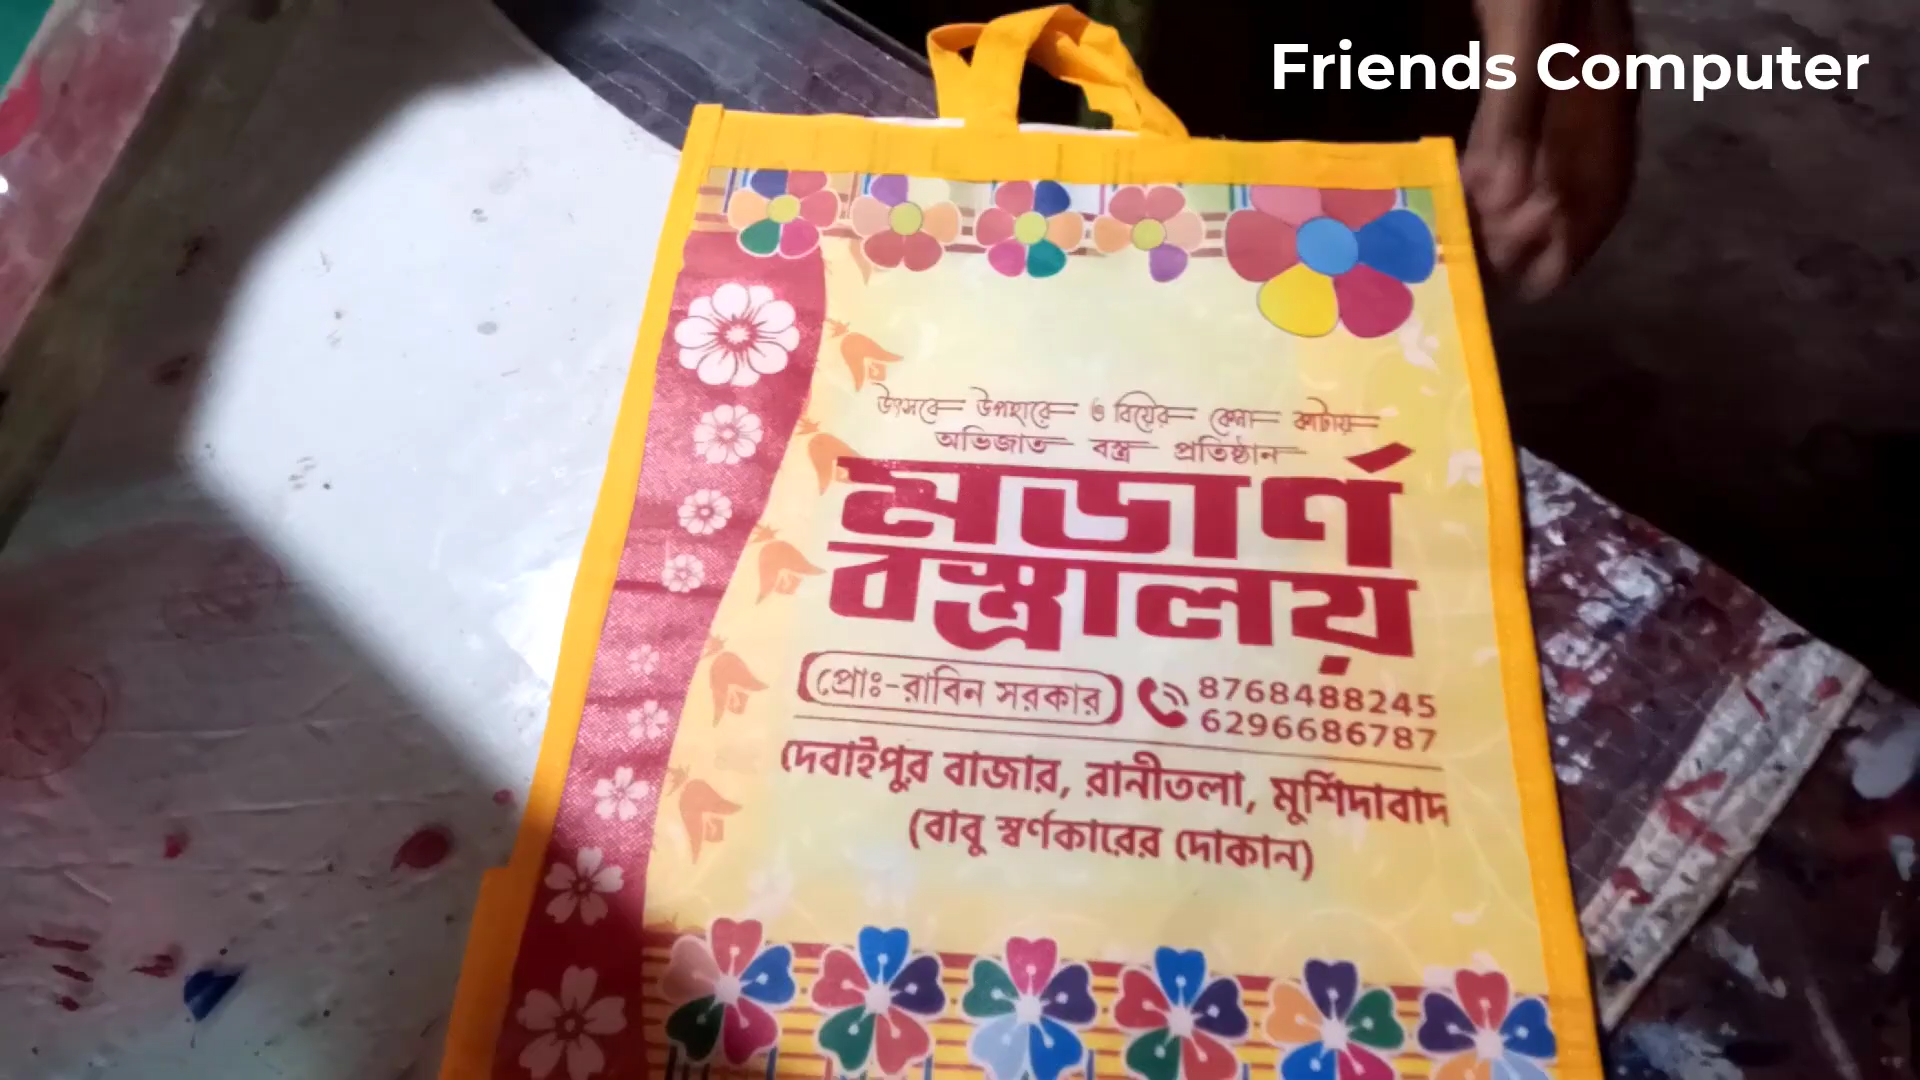 Friends Computer
উৎসবে উপহারে ও বিয়ের কেনা কাটায়
অভিজাত বস্ত্র প্রতিষ্ঠান
মডার্ণ
বস্ত্রালয়
প্রোঃ-রাবিন সরকার
8768488245
6296686787
দেবাইপুর বাজার, রানীতলা, মুর্শিদাবাদ
(বাবু স্বর্ণকারের দোকান)